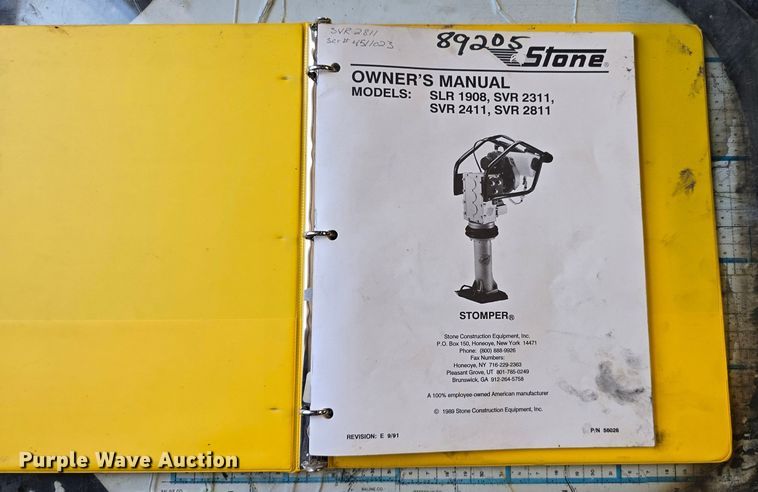 SVR-2811
Ser# 4511023
89205
Stone®
OWNER'S MANUAL
MODELS: SLR 1908, SVR 2311,
SVR 2411, SVR 2811
STOMPER®
Stone Construction Equipment, Inc.
P.O. Box 150, Honeoye, New York 14471
Phone: (800) 888-9926
Fax Numbers:
Honeoye, NY 716-229-2363
Pleasant Grove, UT 801-785-0249
Brunswick, GA 912-264-5758
A 100% employee-owned American manufacturer
© 1989 Stone Construction Equipment, Inc.
REVISION: E 9/91 P/N 56026
Purple Wave Auction